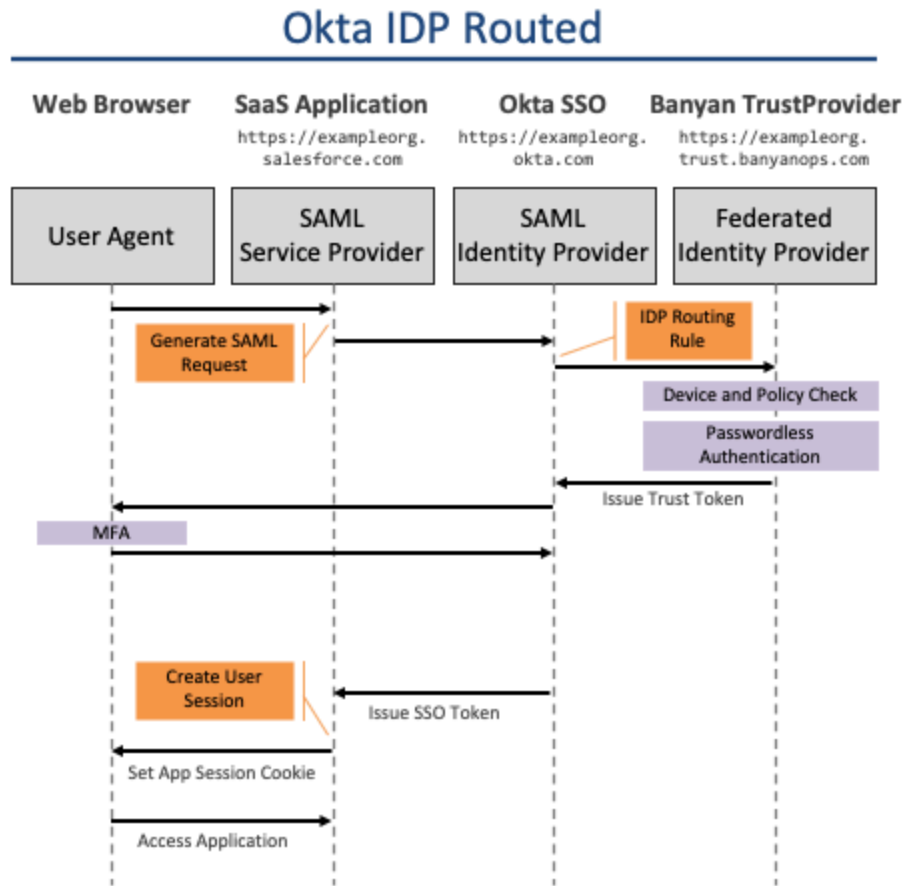 Okta IDP Routed
Web Browser
SaaS Application
Okta SSO
Banyan TrustProvider
https://exampleorg.
salesforce.com
https://exampleorg.
okta.com
https://exampleorg.
trust.banyanops.com
User Agent
SAML
Service Provider
SAML
Identity Provider
Federated
Identity Provider
Generate SAML
Request
IDP Routing
Rule
Device and Policy Check
Passwordless
Authentication
Issue Trust Token
MFA
Create User
Session
Issue SSO Token
Set App Session Cookie
Access Application